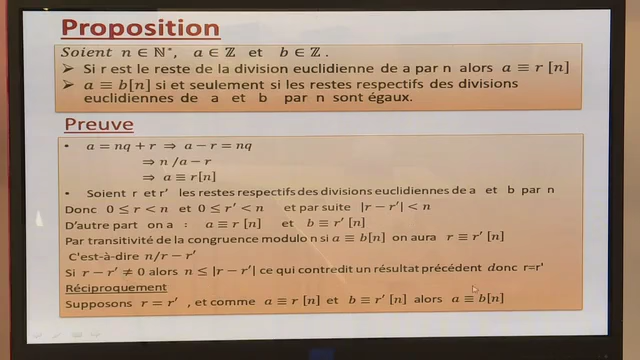 Proposition
Soient n ∈ ℕ*, a ∈ ℤ et b ∈ ℤ .
➤ Si r est le reste de la division euclidienne de a par n alors a ≡ r [n]
➤ a ≡ b[n] si et seulement si les restes respectifs des divisions
euclidiennes de a et b par n sont égaux.
Preuve
• a = nq + r ⇒ a − r = nq
⇒ n /a − r
⇒ a ≡ r[n]
• Soient r et r′ les restes respectifs des divisions euclidiennes de a et b par n
Donc 0 ≤ r < n et 0 ≤ r′ < n et par suite |r − r′| < n
D’autre part on a : a ≡ r [n] et b ≡ r′ [n]
Par transitivité de la congruence modulo n si a ≡ b[n] on aura r ≡ r′ [n]
C'est-à-dire n/r − r′
Si r − r′ ≠ 0 alors n ≤ |r − r′| ce qui contredit un résultat précédent donc r=r'
Réciproquement
Supposons r = r′ , et comme a ≡ r [n] et b ≡ r′ [n] alors a ≡ b[n]